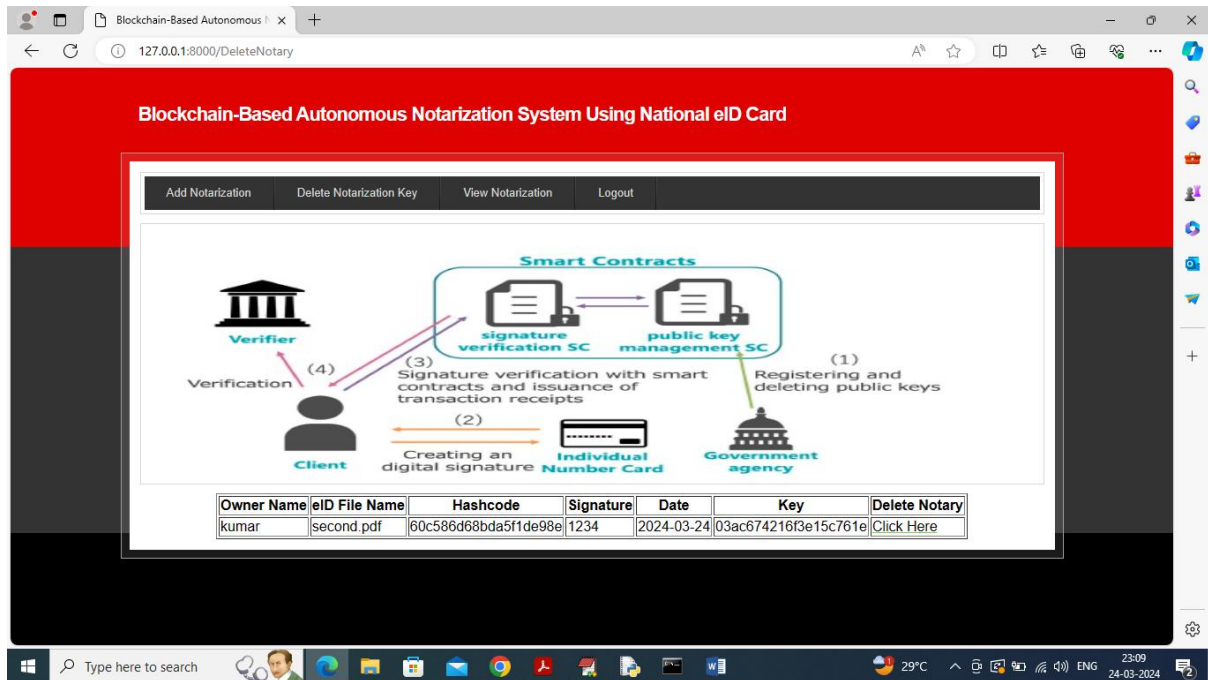 Blockchain-Based Autonomous N
127.0.0.1:8000/DeleteNotary
Blockchain-Based Autonomous Notarization System Using National eID Card
Add Notarization Delete Notarization Key View Notarization Logout
Smart Contracts
signature verification SC
public key management SC
Verifier
Verification
(4)
(3)
Signature verification with smart
contracts and issuance of
transaction receipts
(1)
Registering and
deleting public keys
(2)
Creating an
digital signature
Client
Individual
Number Card
Government
agency
Owner Name eID File Name Hashcode Signature Date Key Delete Notary
kumar second.pdf 60c586d68bda5f1de98e 1234 2024-03-24 03ac674216f3e15c761e Click Here
Type here to search
29°C
ENG
23:09
24-03-2024
2